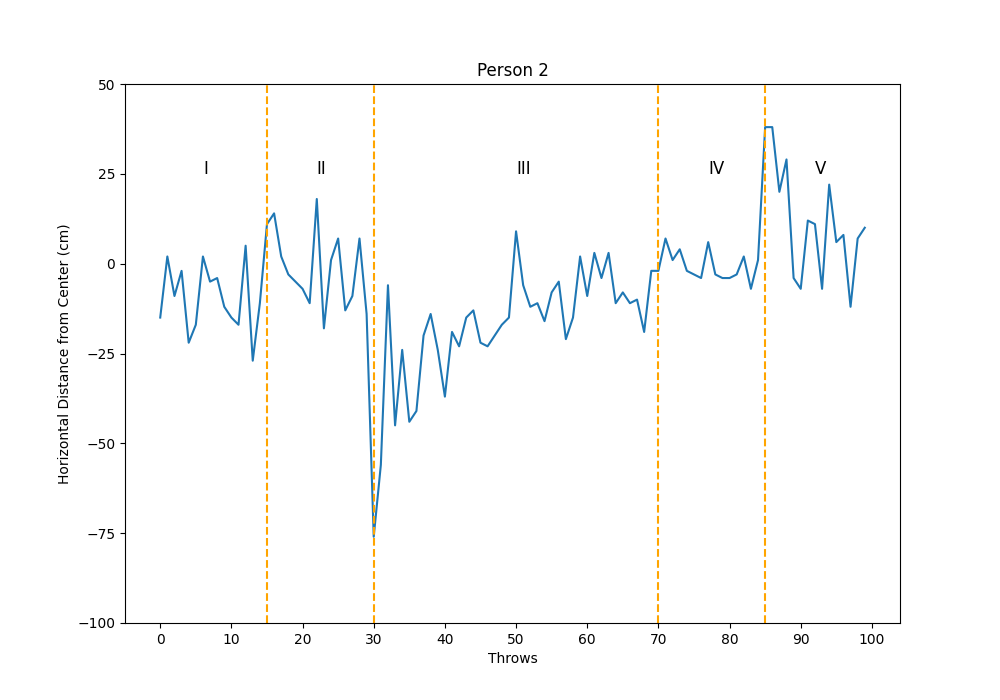 Person 2
50
25
0
−25
−50
−75
−100
Horizontal Distance from Center (cm)
I
II
III
IV
V
0 10 20 30 40 50 60 70 80 90 100
Throws